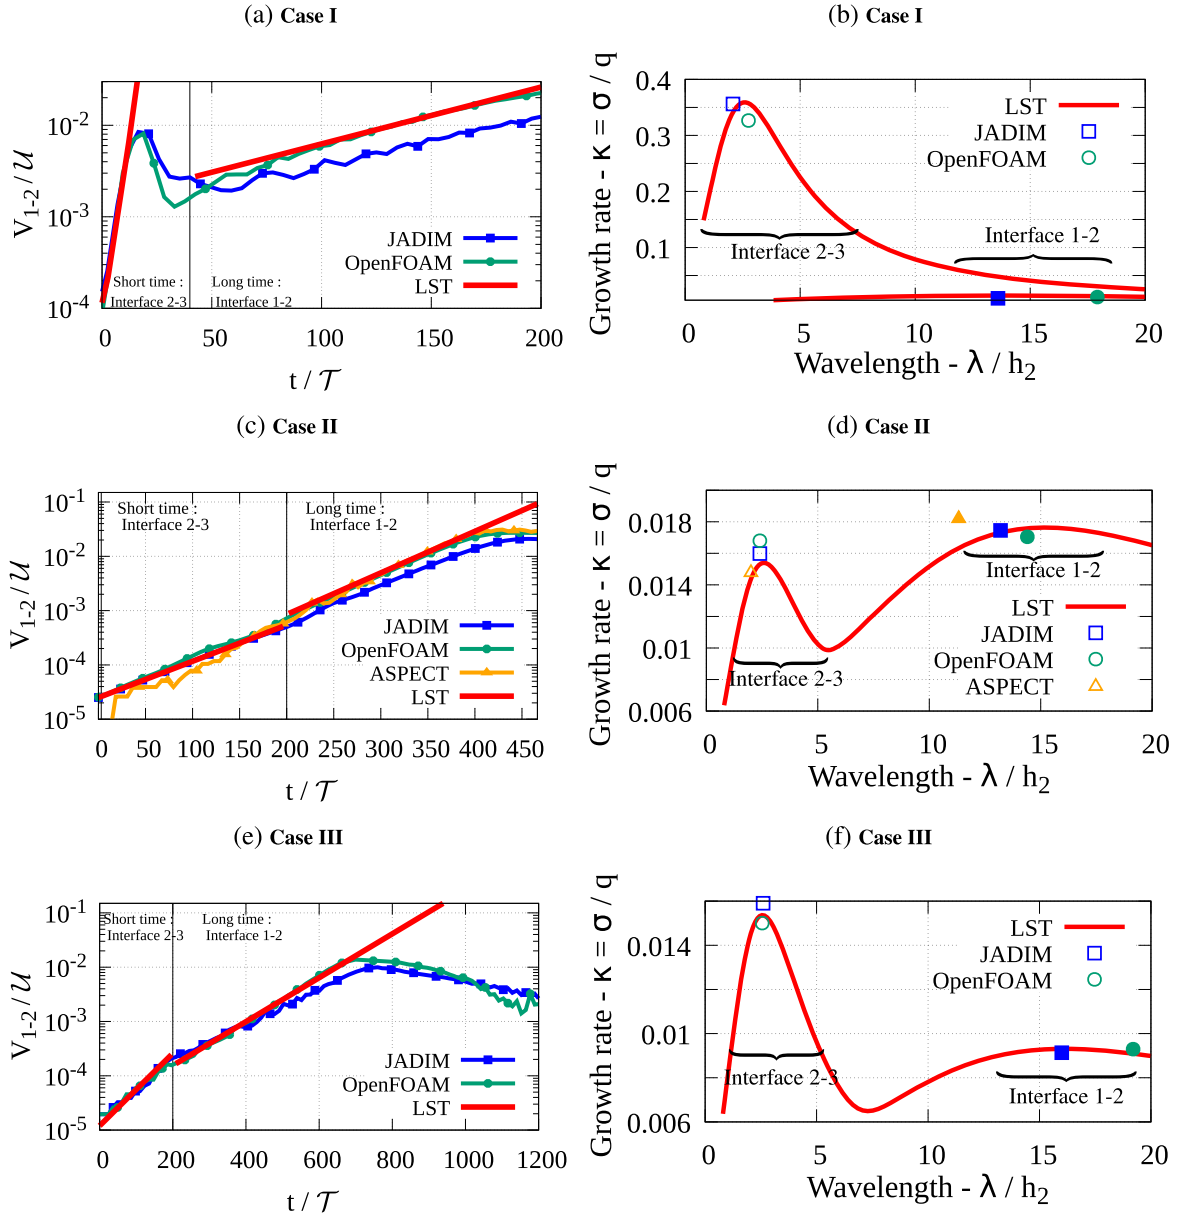 (a) Case I
V1-2 / U
10-2
10-3
10-4
Short time :
Interface 2-3
Long time :
Interface 1-2
JADIM
OpenFOAM
LST
0 50 100 150 200
t / T
(b) Case I
Growth rate - κ = σ / q
0.4
0.3
0.2
0.1
LST
JADIM
OpenFOAM
Interface 2-3
Interface 1-2
0 5 10 15 20
Wavelength - λ / h2
(c) Case II
V1-2 / U
10-1
10-2
10-3
10-4
10-5
Short time :
Interface 2-3
Long time :
Interface 1-2
JADIM
OpenFOAM
ASPECT
LST
0 50 100 150 200 250 300 350 400 450
t / T
(d) Case II
Growth rate - κ = σ / q
0.018
0.014
0.01
0.006
Interface 1-2
LST
JADIM
OpenFOAM
ASPECT
Interface 2-3
0 5 10 15 20
Wavelength - λ / h2
(e) Case III
V1-2 / U
10-1
10-2
10-3
10-4
10-5
Short time :
Interface 2-3
Long time :
Interface 1-2
JADIM
OpenFOAM
LST
0 200 400 600 800 1000 1200
t / T
(f) Case III
Growth rate - κ = σ / q
0.014
0.01
0.006
LST
JADIM
OpenFOAM
Interface 2-3
Interface 1-2
0 5 10 15 20
Wavelength - λ / h2